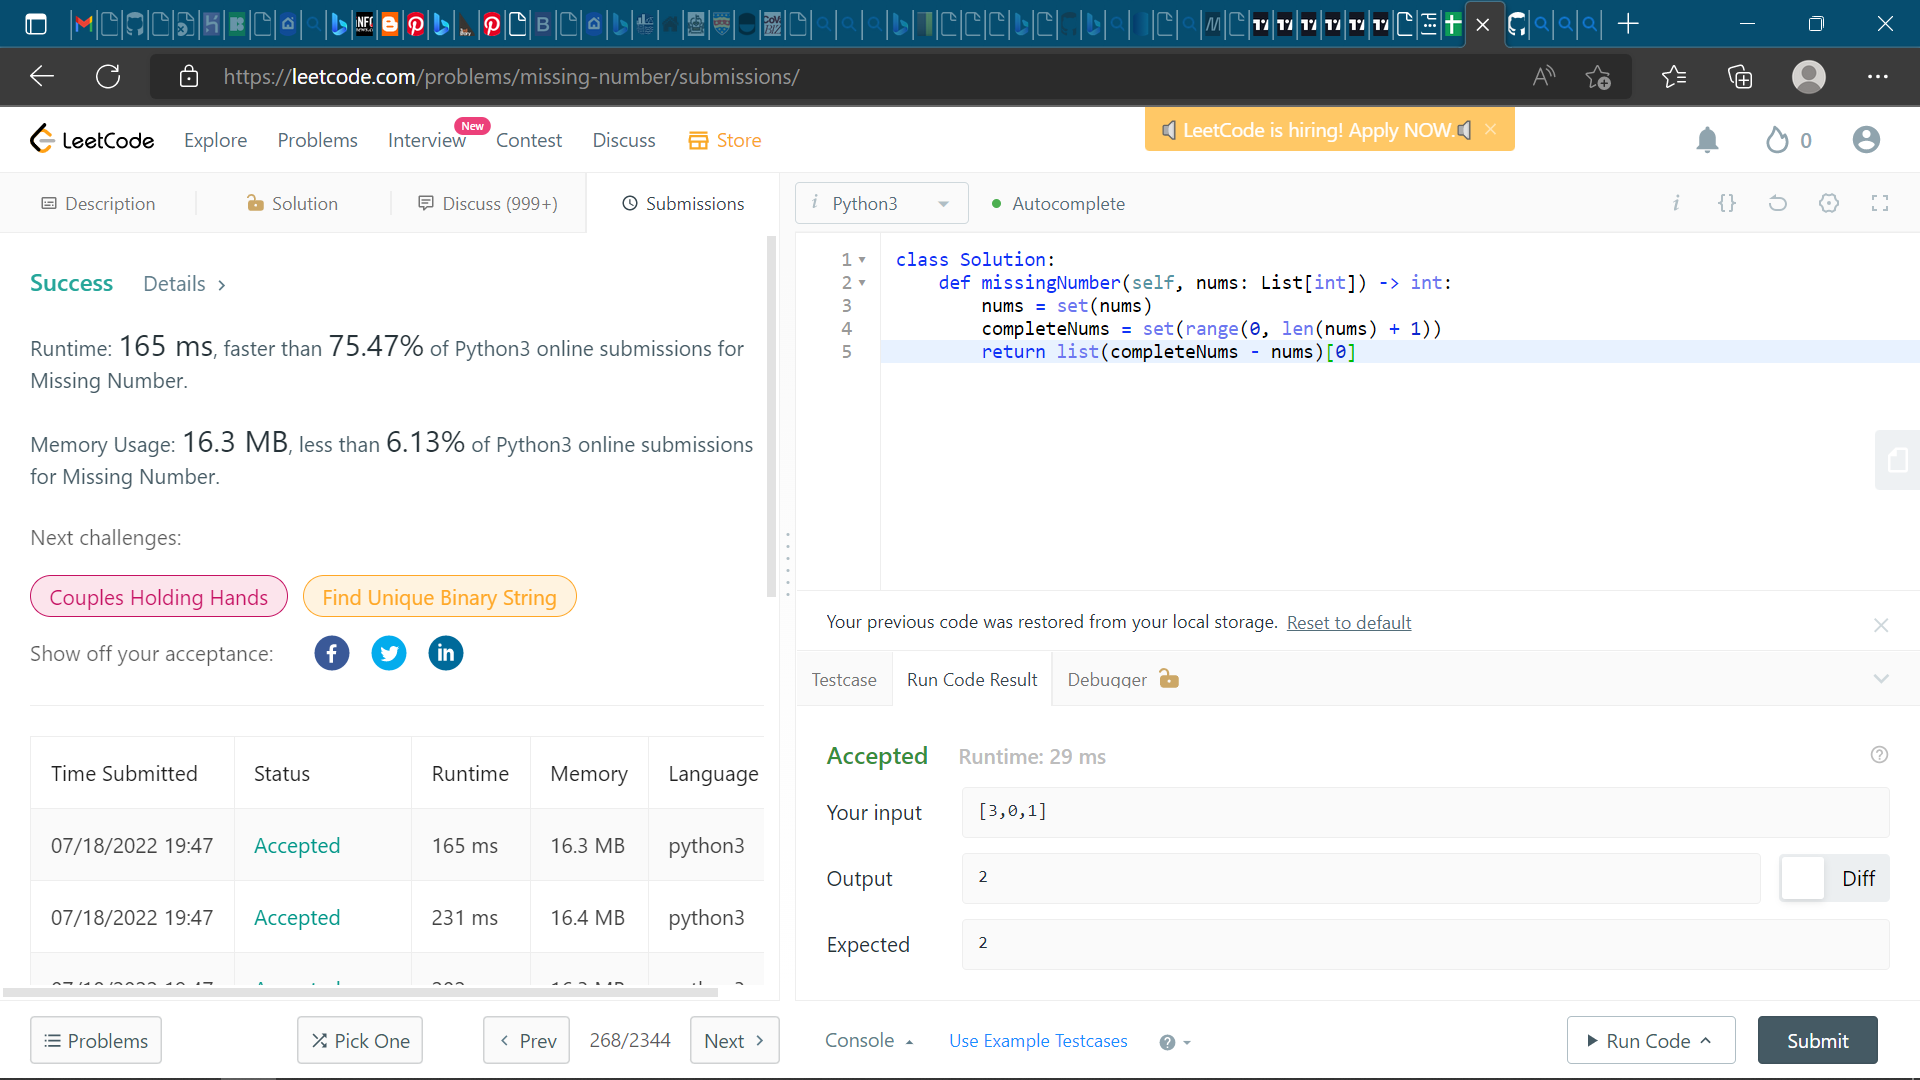 https://leetcode.com/problems/missing-number/submissions/
LeetCode
Explore
Problems
Interview
New
Contest
Discuss
Store
LeetCode is hiring! Apply NOW.
0
Description
Solution
Discuss (999+)
Submissions
Python3
Autocomplete
Success
Details
Runtime: 165 ms, faster than 75.47% of Python3 online submissions for
Missing Number.
Memory Usage: 16.3 MB, less than 6.13% of Python3 online submissions
for Missing Number.
Next challenges:
Couples Holding Hands
Find Unique Binary String
Show off your acceptance:
Time Submitted Status Runtime Memory Language
07/18/2022 19:47 Accepted 165 ms 16.3 MB python3
07/18/2022 19:47 Accepted 231 ms 16.4 MB python3
Problems
Pick One
Prev
268/2344
Next
1 class Solution:
2 def missingNumber(self, nums: List[int]) -> int:
3 nums = set(nums)
4 completeNums = set(range(0, len(nums) + 1))
5 return list(completeNums - nums)[0]
Your previous code was restored from your local storage. Reset to default
Testcase
Run Code Result
Debugger
Accepted Runtime: 29 ms
Your input [3,0,1]
Output 2
Diff
Expected 2
Console
Use Example Testcases
Run Code
Submit